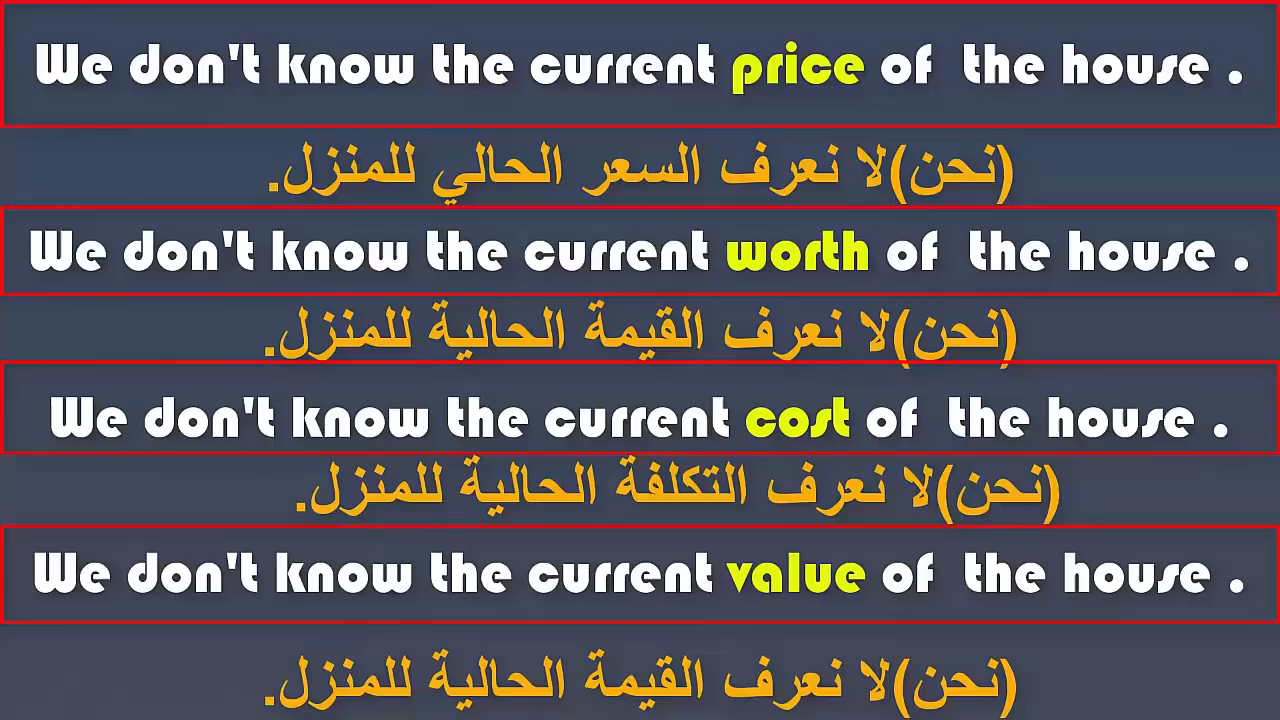 We don't know the current price of the house .
(نحن)لا نعرف السعر الحالي للمنزل.
We don't know the current worth of the house .
(نحن)لا نعرف القيمة الحالية للمنزل.
We don't know the current cost of the house .
(نحن)لا نعرف التكلفة الحالية للمنزل.
We don't know the current value of the house .
(نحن)لا نعرف القيمة الحالية للمنزل.